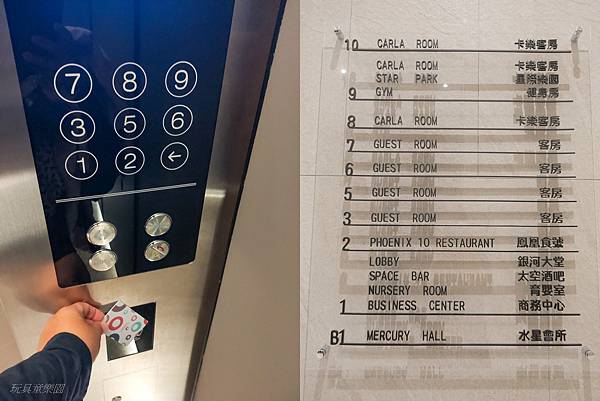 7 8 9
3 5 6
1 2 ←
玩具童樂園
10 CARLA ROOM 卡樂客房
CARLA ROOM 卡樂客房
STAR PARK 星際樂園
9 GYM 健身房
8 CARLA ROOM 卡樂客房
7 GUEST ROOM 客房
6 GUEST ROOM 客房
5 GUEST ROOM 客房
3 GUEST ROOM 客房
2 PHOENIX 10 RESTAURANT 鳳凰食號
LOBBY 銀河大堂
SPACE BAR 太空酒吧
NURSERY ROOM 育嬰室
1 BUSINESS CENTER 商務中心
B1 MERCURY HALL 水星會所